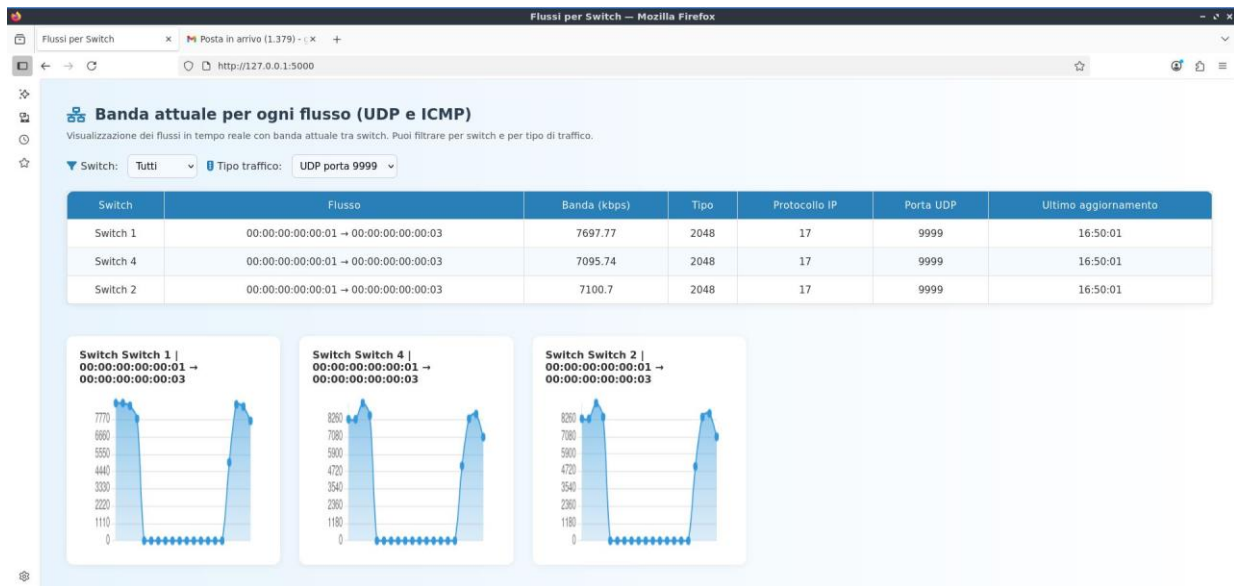 Flussi per Switch — Mozilla Firefox
Flussi per Switch
Posta in arrivo (1.379) - g
http://127.0.0.1:5000
Banda attuale per ogni flusso (UDP e ICMP)
Visualizzazione dei flussi in tempo reale con banda attuale tra switch. Puoi filtrare per switch e per tipo di traffico.
Switch: Tutti Tipo traffico: UDP porta 9999
Switch Flusso Banda (kbps) Tipo Protocollo IP Porta UDP Ultimo aggiornamento
Switch 1 00:00:00:00:00:01 → 00:00:00:00:00:03 7697.77 2048 17 9999 16:50:01
Switch 4 00:00:00:00:00:01 → 00:00:00:00:00:03 7095.74 2048 17 9999 16:50:01
Switch 2 00:00:00:00:00:01 → 00:00:00:00:00:03 7100.7 2048 17 9999 16:50:01
Switch Switch 1 |
00:00:00:00:00:01 →
00:00:00:00:00:03
7770
6660
5550
4440
3330
2220
1110
0
Switch Switch 4 |
00:00:00:00:00:01 →
00:00:00:00:00:03
8260
7080
5900
4720
3540
2360
1180
0
Switch Switch 2 |
00:00:00:00:00:01 →
00:00:00:00:00:03
8260
7080
5900
4720
3540
2360
1180
0